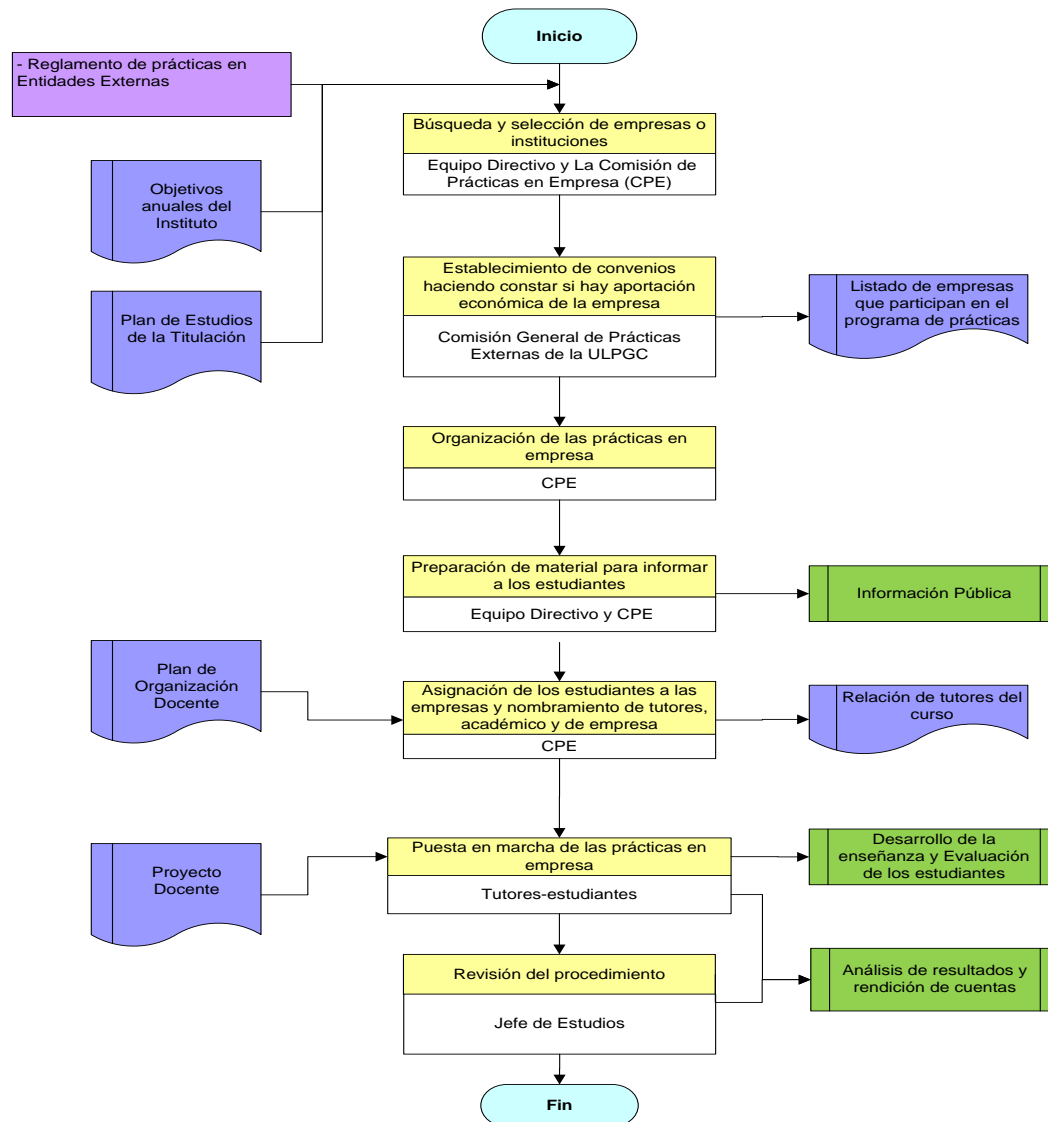 Inicio
- Reglamento de prácticas en
Entidades Externas
Búsqueda y selección de empresas o
instituciones
Equipo Directivo y La Comisión de
Prácticas en Empresa (CPE)
Objetivos
anuales del
Instituto
Plan de Estudios
de la Titulación
Establecimiento de convenios
haciendo constar si hay aportación
económica de la empresa
Comisión General de Prácticas
Externas de la ULPGC
Listado de empresas
que participan en el
programa de prácticas
Organización de las prácticas en
empresa
CPE
Preparación de material para informar
a los estudiantes
Equipo Directivo y CPE
Información Pública
Plan de
Organización
Docente
Asignación de los estudiantes a las
empresas y nombramiento de tutores,
académico y de empresa
CPE
Relación de tutores del
curso
Proyecto
Docente
Puesta en marcha de las prácticas en
empresa
Tutores-estudiantes
Desarrollo de la
enseñanza y Evaluación
de los estudiantes
Revisión del procedimiento
Jefe de Estudios
Análisis de resultados y
rendición de cuentas
Fin